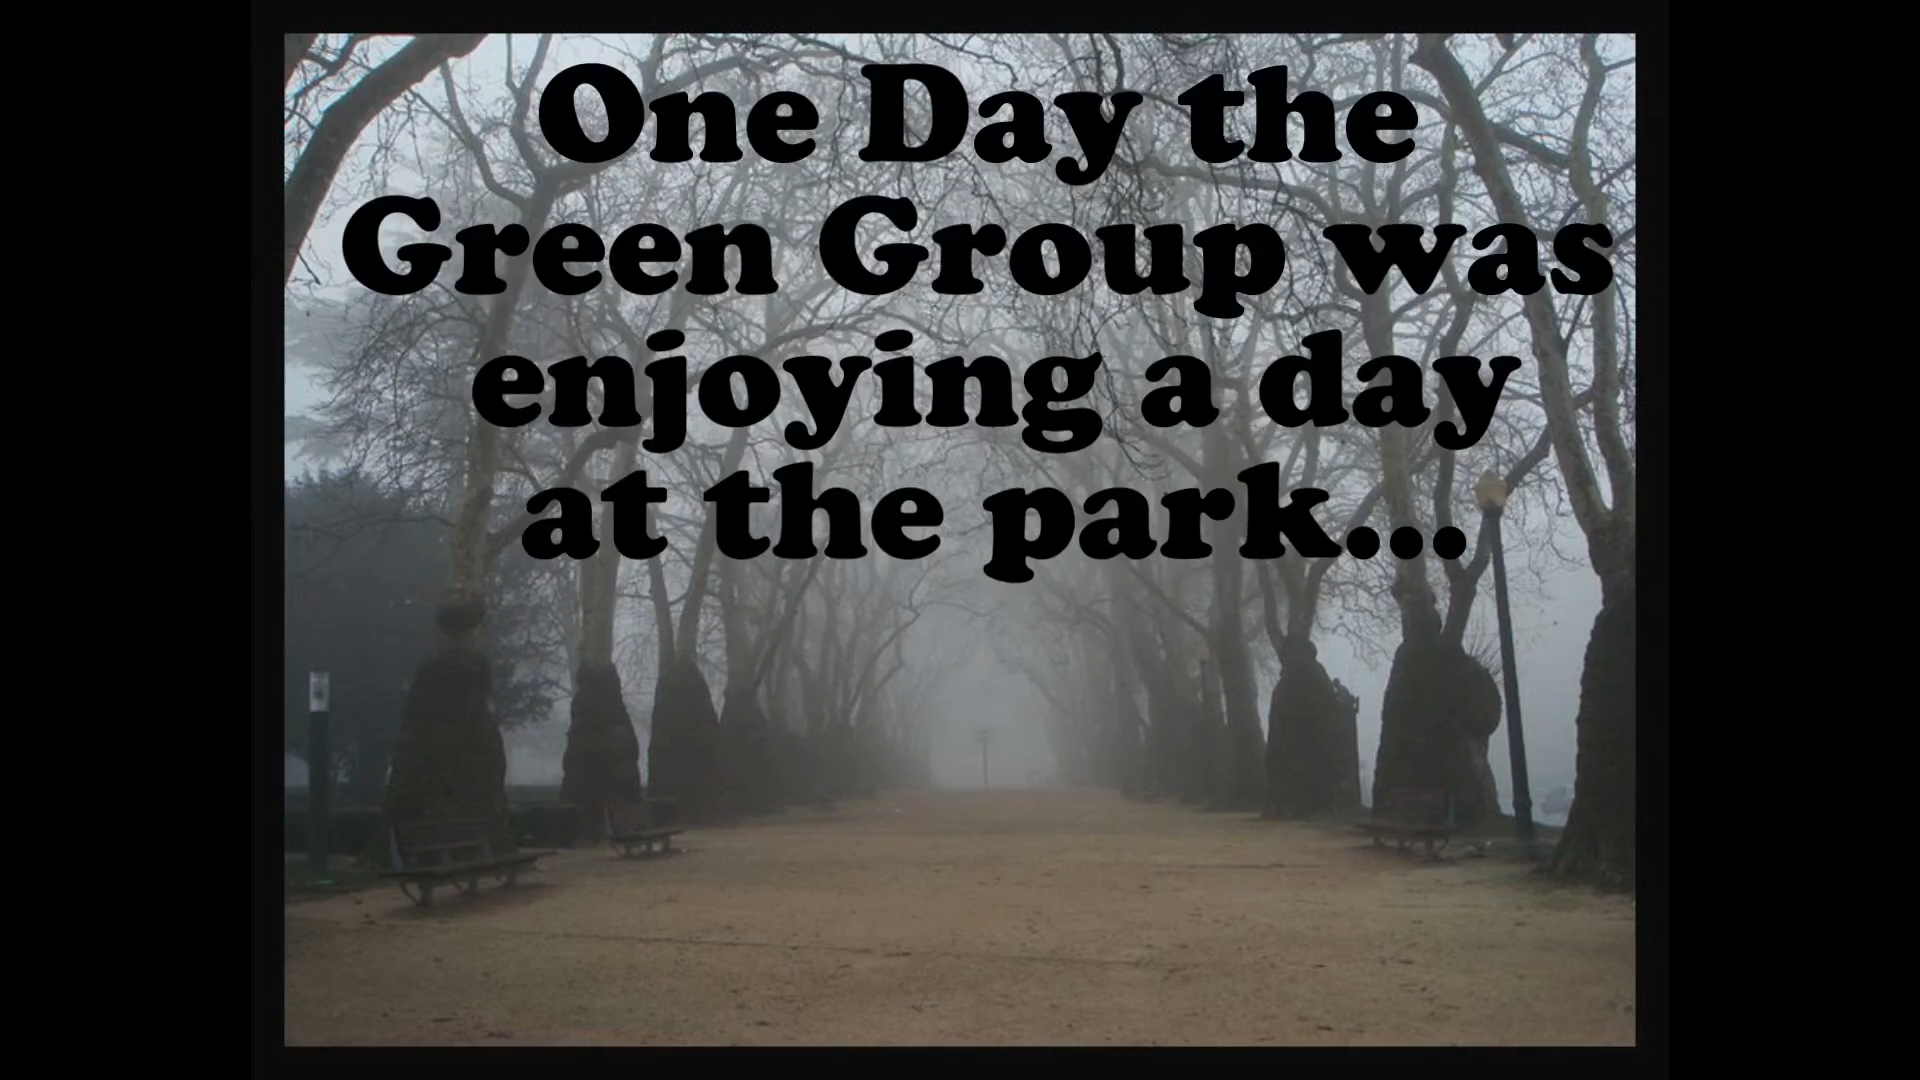 One Day the
Green Group was
enjoying a day
at the park...